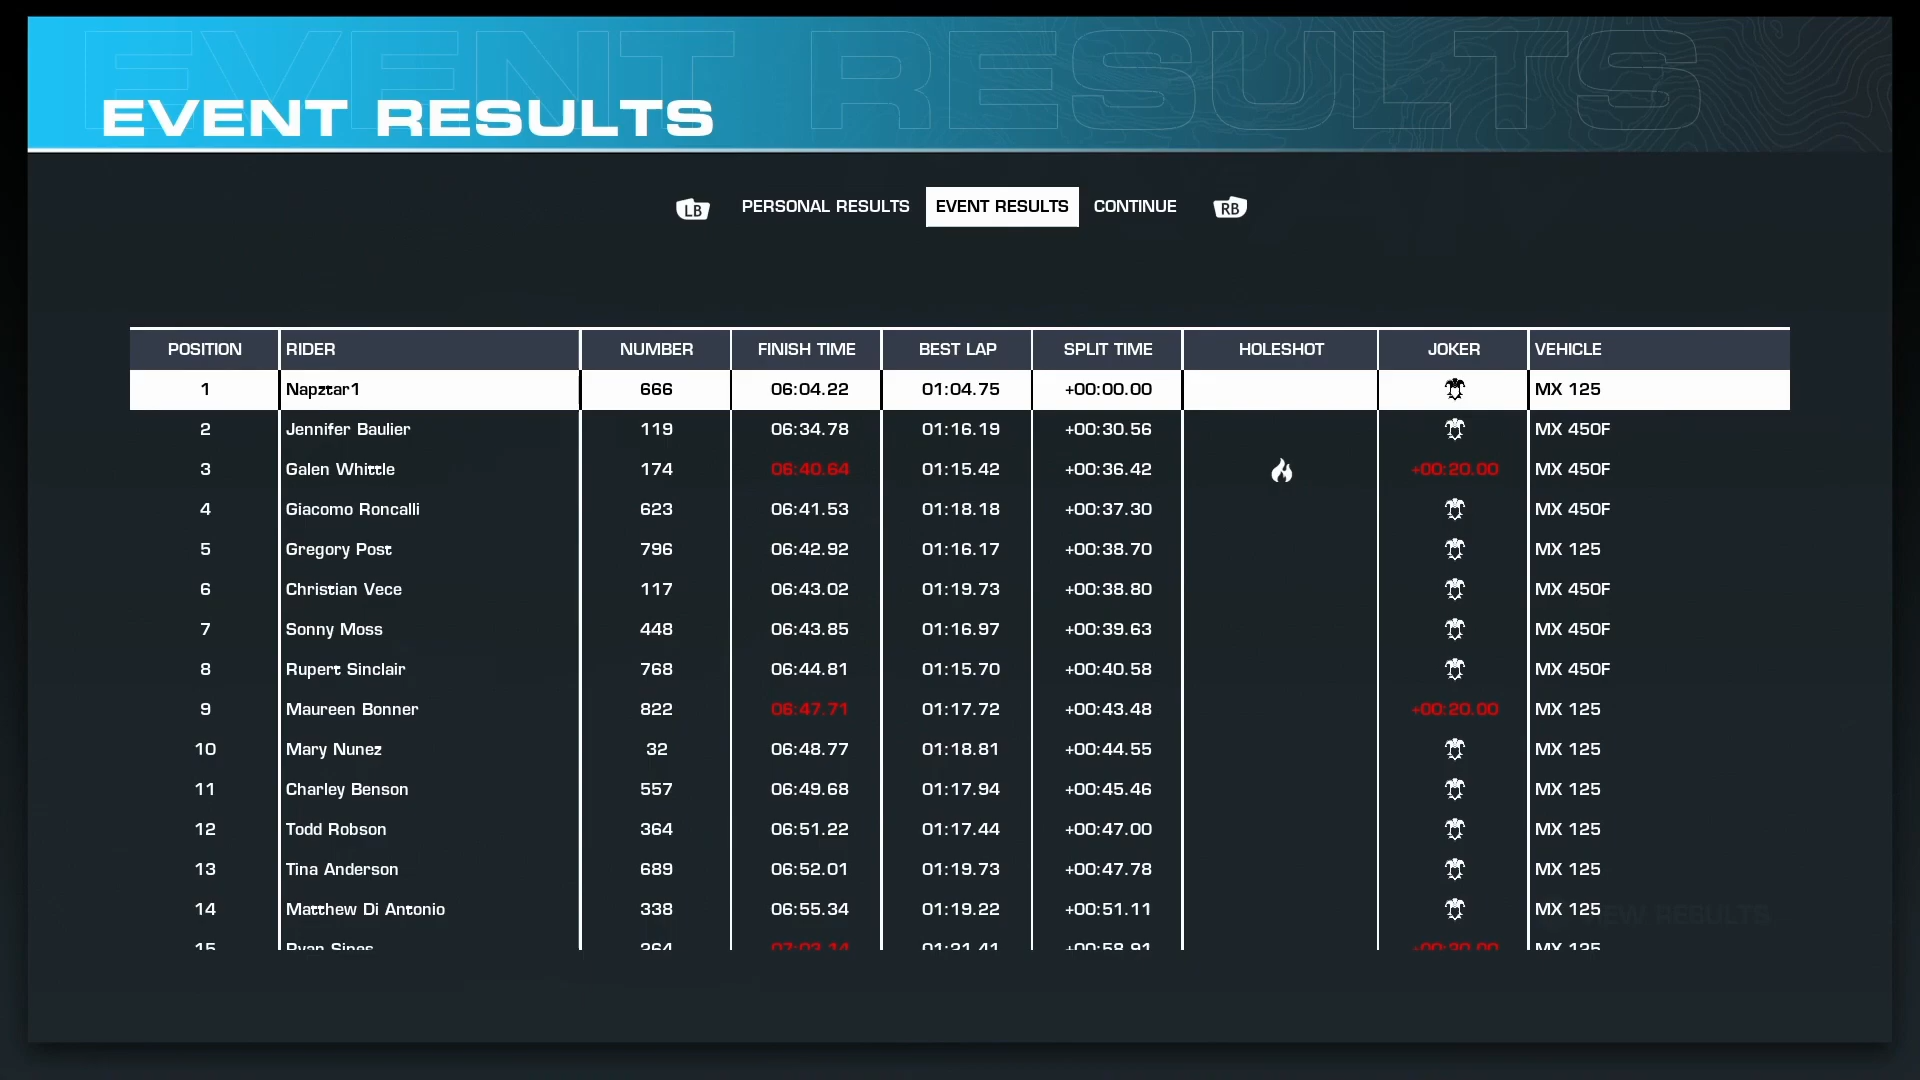 EVENT RESULTS
EVENT RESULTS
LB PERSONAL RESULTS EVENT RESULTS CONTINUE RB
POSITION RIDER NUMBER FINISH TIME BEST LAP SPLIT TIME HOLESHOT JOKER VEHICLE
1 Napztar1 666 06:04.22 01:04.75 +00:00.00 MX 125
2 Jennifer Baulier 119 06:34.78 01:16.19 +00:30.56 MX 450F
3 Galen Whittle 174 06:40.64 01:15.42 +00:36.42 +00:20.00 MX 450F
4 Giacomo Roncalli 623 06:41.53 01:18.18 +00:37.30 MX 450F
5 Gregory Post 796 06:42.92 01:16.17 +00:38.70 MX 125
6 Christian Vece 117 06:43.02 01:19.73 +00:38.80 MX 450F
7 Sonny Moss 448 06:43.85 01:16.97 +00:39.63 MX 450F
8 Rupert Sinclair 768 06:44.81 01:15.70 +00:40.58 MX 450F
9 Maureen Bonner 822 06:47.71 01:17.72 +00:43.48 +00:20.00 MX 125
10 Mary Nunez 32 06:48.77 01:18.81 +00:44.55 MX 125
11 Charley Benson 557 06:49.68 01:17.94 +00:45.46 MX 125
12 Todd Robson 364 06:51.22 01:17.44 +00:47.00 MX 125
13 Tina Anderson 689 06:52.01 01:19.73 +00:47.78 MX 125
14 Matthew Di Antonio 338 06:55.34 01:19.22 +00:51.11 MX 125
RESULTS
15 Ryan 01:21.41 +00:58.91 MX 125